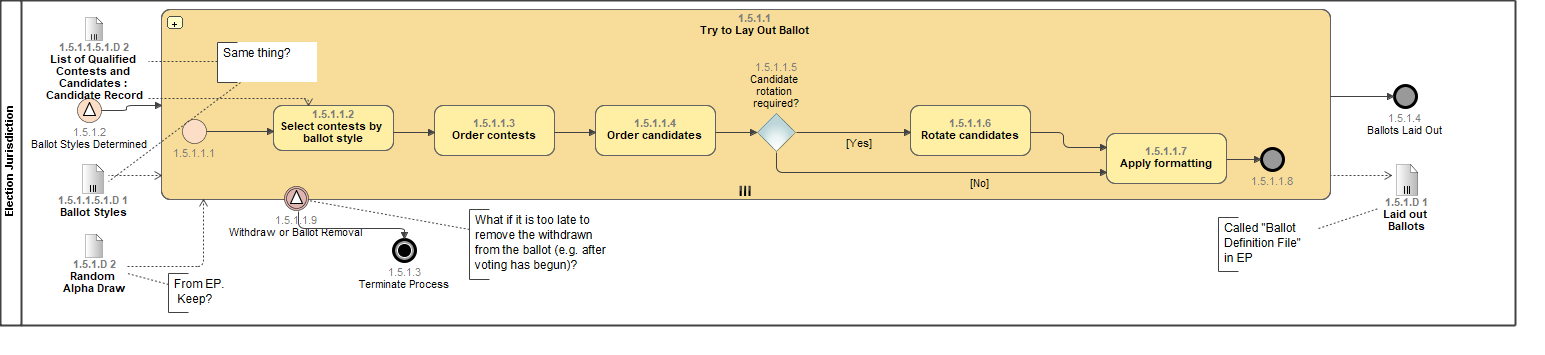 Election Jurisdiction
1.5.1.1.5.1.D 2
List of Qualified
Contests and
Candidates :
Candidate Record
1.5.1.2
Ballot Styles Determined
1.5.1.1.5.1.D 1
Ballot Styles
1.5.1.D 2
Random
Alpha Draw
From EP.
Keep?
Same thing?
1.5.1.1
Try to Lay Out Ballot
1.5.1.1.1
1.5.1.1.2
Select contests by
ballot style
1.5.1.1.3
Order contests
1.5.1.1.4
Order candidates
1.5.1.1.5
Candidate
rotation
required?
[Yes]
[No]
1.5.1.1.6
Rotate candidates
1.5.1.1.7
Apply formatting
1.5.1.1.8
1.5.1.1.9
Withdraw or Ballot Removal
1.5.1.3
Terminate Process
What if it is too late to
remove the withdrawn
from the ballot (e.g. after
voting has begun)?
1.5.1.4
Ballots Laid Out
1.5.1.D 1
Laid out
Ballots
Called "Ballot
Definition File"
in EP